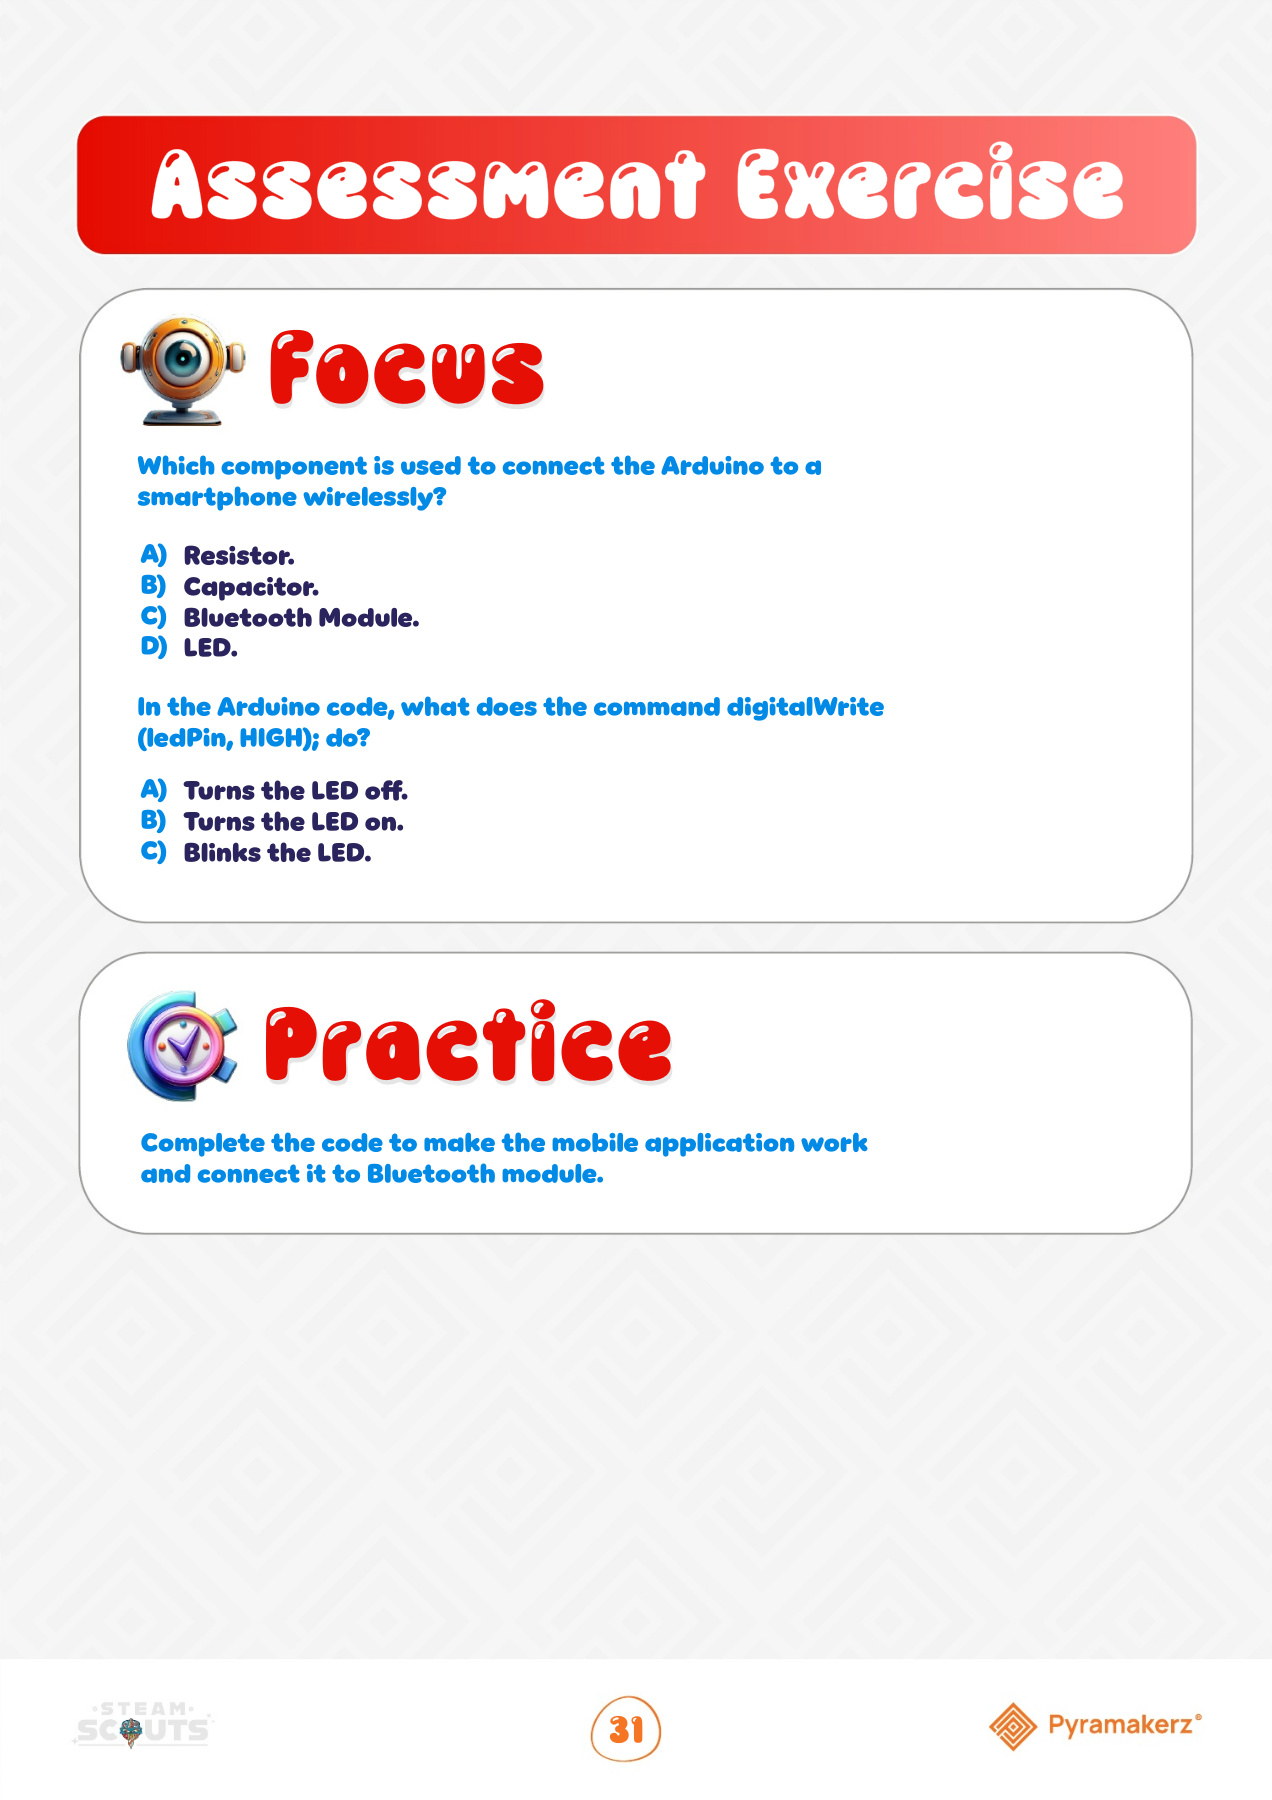 Assessment Exercise
Focus
Which component is used to connect the Arduino to a
smartphone wirelessly?
A) Resistor.
B) Capacitor.
C) Bluetooth Module.
D) LED.
In the Arduino code, what does the command digitalWrite
(ledPin, HIGH); do?
A) Turns the LED off.
B) Turns the LED on.
C) Blinks the LED.
Practice
Complete the code to make the mobile application work
and connect it to Bluetooth module.
STEAM
SCOUTS
31
Pyramakerz®